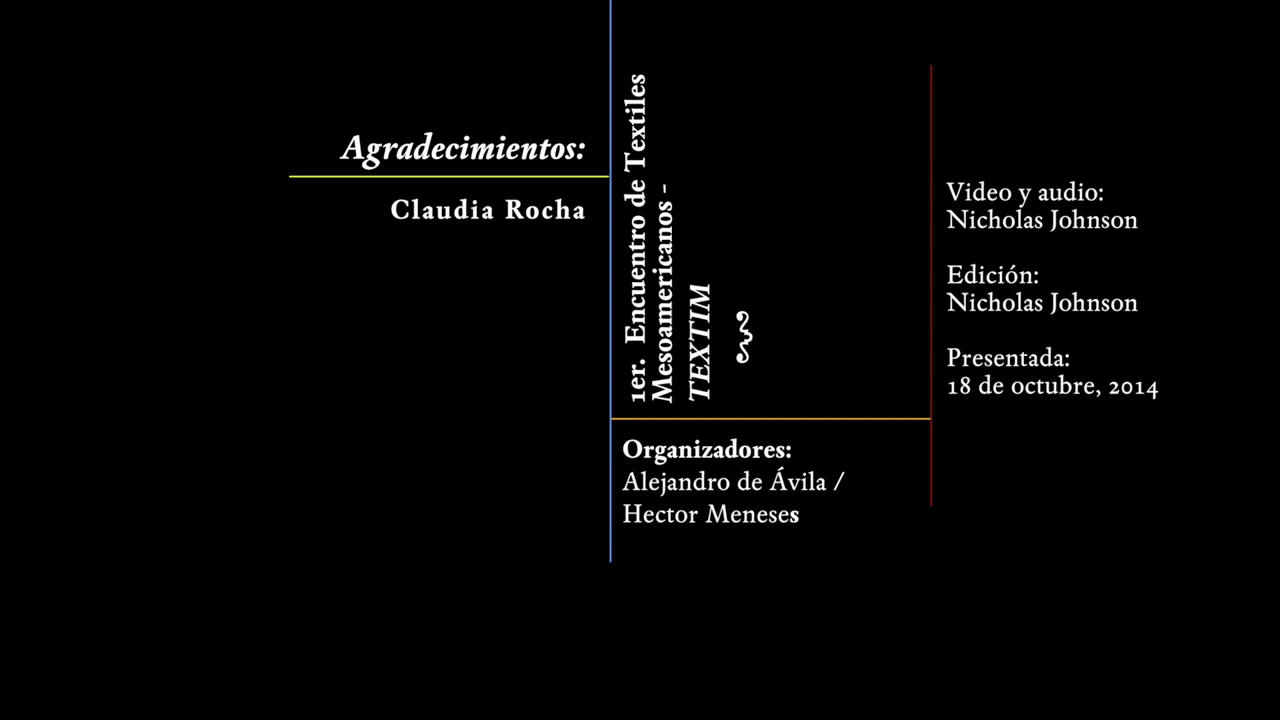 Agradecimientos:
Claudia Rocha
1er. Encuentro de Textiles
Mesoamericanos -
TEXTIM
Organizadores:
Alejandro de Ávila /
Hector Meneses
Video y audio:
Nicholas Johnson
Edición:
Nicholas Johnson
Presentada:
18 de octubre, 2014